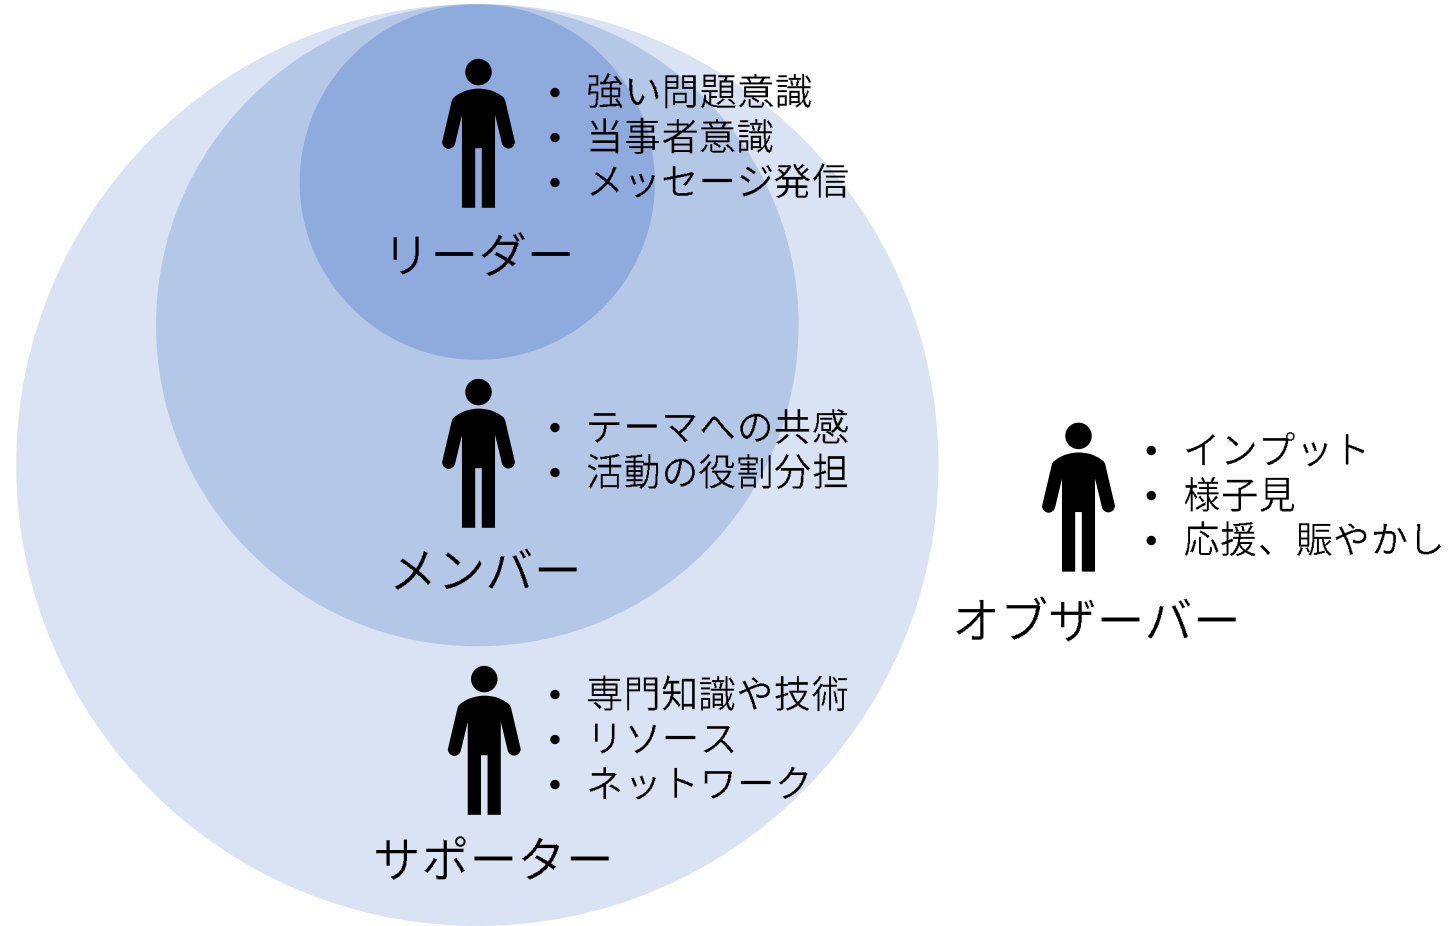 • 強い問題意識
• 当事者意識
• メッセージ発信
リーダー
• テーマへの共感
• 活動の役割分担
メンバー
• 専門知識や技術
• リソース
• ネットワーク
サポーター
• インプット
• 様子見
• 応援、賑やかし
オブザーバー